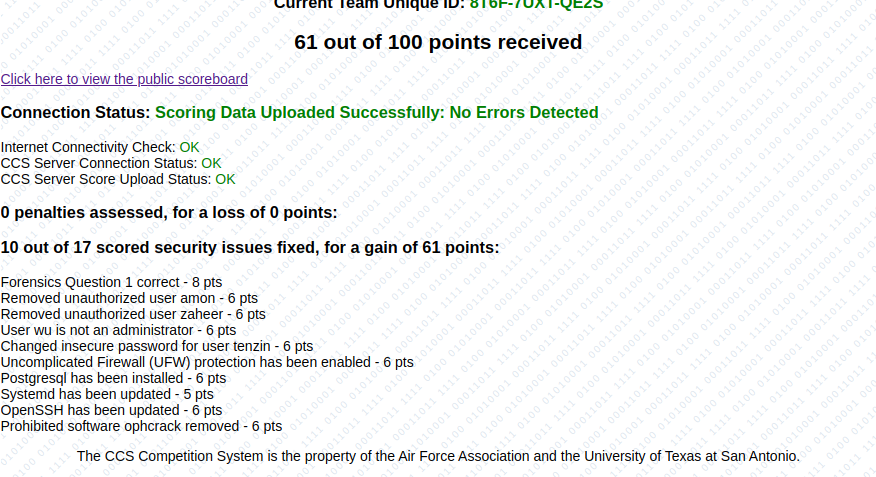 Current Team Unique ID: 8T6F-7UXT-QE2S
61 out of 100 points received
Click here to view the public scoreboard
Connection Status: Scoring Data Uploaded Successfully: No Errors Detected
Internet Connectivity Check: OK
CCS Server Connection Status: OK
CCS Server Score Upload Status: OK
0 penalties assessed, for a loss of 0 points:
10 out of 17 scored security issues fixed, for a gain of 61 points:
Forensics Question 1 correct - 8 pts
Removed unauthorized user amon - 6 pts
Removed unauthorized user zaheer - 6 pts
User wu is not an administrator - 6 pts
Changed insecure password for user tenzin - 6 pts
Uncomplicated Firewall (UFW) protection has been enabled - 6 pts
Postgresql has been installed - 6 pts
Systemd has been updated - 5 pts
OpenSSH has been updated - 6 pts
Prohibited software ophcrack removed - 6 pts
The CCS Competition System is the property of the Air Force Association and the University of Texas at San Antonio.